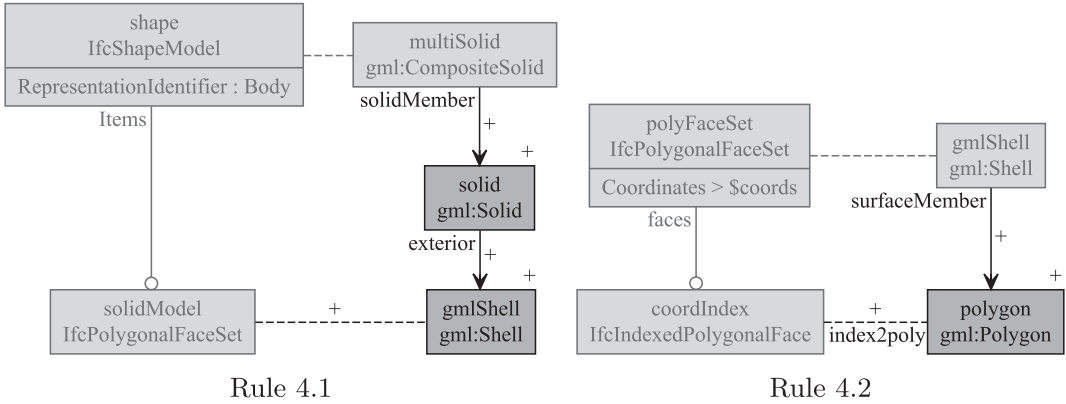 shape
IfcShapeModel
RepresentationIdentifier : Body
Items
multiSolid
gml:CompositeSolid
solidMember
+
+
solid
gml:Solid
exterior
+
+
solidModel
IfcPolygonalFaceSet
+
gmlShell
gml:Shell
Rule 4.1
polyFaceSet
IfcPolygonalFaceSet
Coordinates > $coords
faces
gmlShell
gml:Shell
surfaceMember
+
+
coordIndex
IfcIndexedPolygonalFace
+
index2poly
polygon
gml:Polygon
Rule 4.2